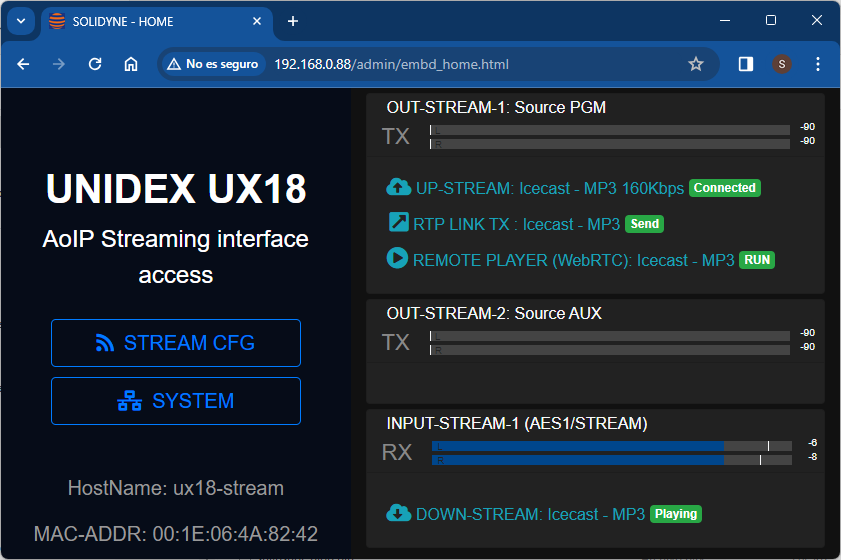 SOLIDYNE - HOME
No es seguro
192.168.0.88/admin/embd_home.html
S
UNIDEX UX18
AoIP Streaming interface
access
STREAM CFG
SYSTEM
HostName: ux18-stream
MAC-ADDR: 00:1E:06:4A:82:42
OUT-STREAM-1: Source PGM
TX
L
-90
R
-90
UP-STREAM: Icecast - MP3 160Kbps Connected
RTP LINK TX : Icecast - MP3 Send
REMOTE PLAYER (WebRTC): Icecast - MP3 RUN
OUT-STREAM-2: Source AUX
TX
L
-90
R
-90
INPUT-STREAM-1 (AES1/STREAM)
RX
L
-6
R
-8
DOWN-STREAM: Icecast - MP3 Playing